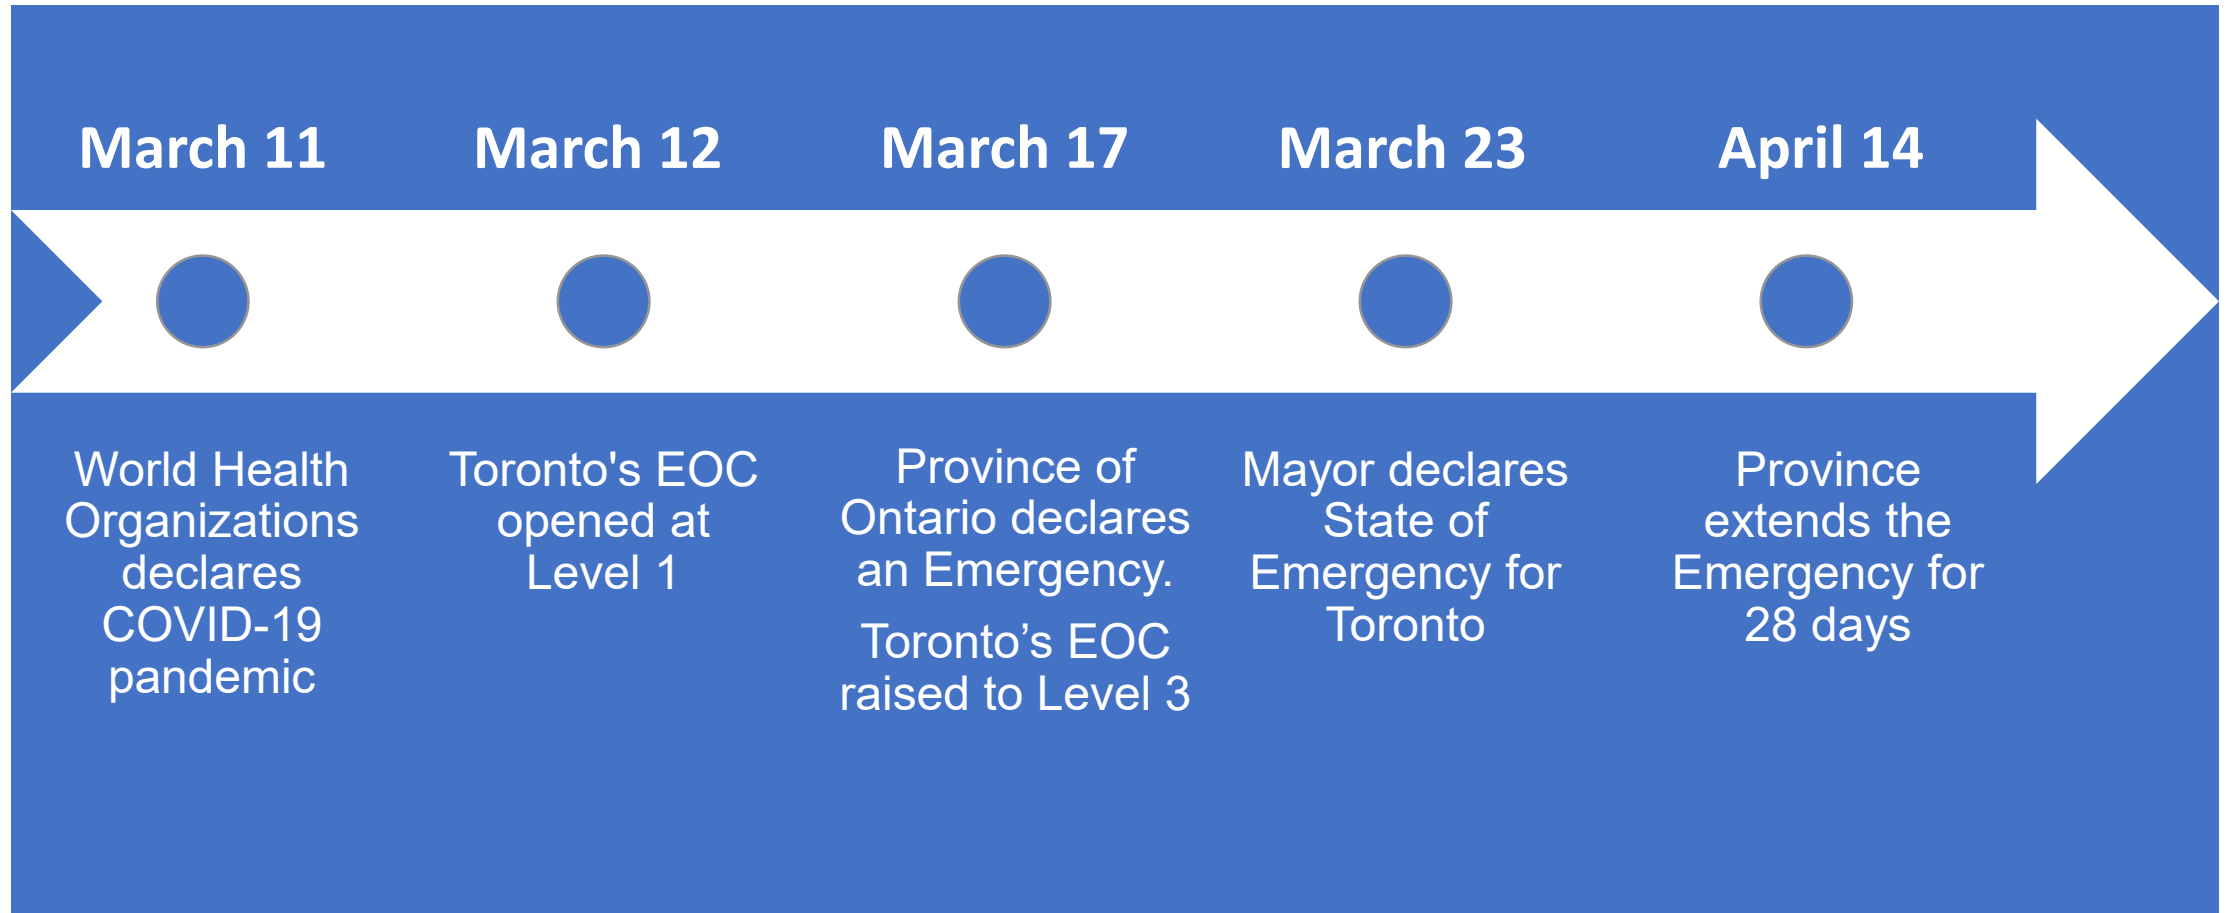 March 11
March 12
March 17
March 23
April 14
World Health
Organizations
declares
COVID-19
pandemic
Toronto's EOC
opened at
Level 1
Province of
Ontario declares
an Emergency.
Toronto’s EOC
raised to Level 3
Mayor declares
State of
Emergency for
Toronto
Province
extends the
Emergency for
28 days